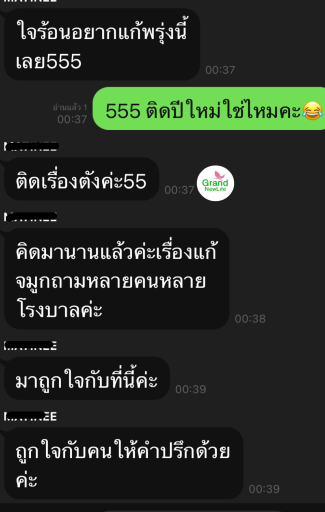 ใจร้อนอยากแก้พรุ่งนี้
เลย555
00:37
อ่านแล้ว 1
00:37
555 ติดปีใหม่ใช่ไหมคะ😂
ติดเรื่องตังค่ะ55
00:37
Grand
NewLife
คิดมานานแล้วค่ะเรื่องแก้
จมูกถามหลายคนหลาย
โรงบาลค่ะ
00:38
มาถูกใจกับที่นี้ค่ะ
00:39
ถูกใจกับคนให้คำปรึกด้วย
ค่ะ
00:39